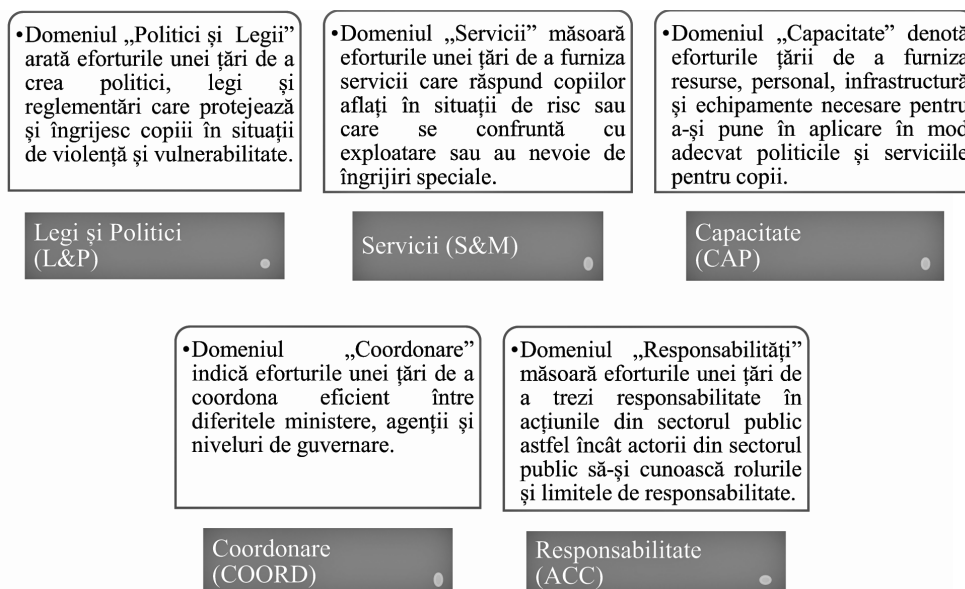 •Domeniul „Politici și Legii”
arată eforturile unei țări de a
crea politici, legi și
reglementări care protejează
și îngrijesc copiii în situații
de violență și vulnerabilitate.
Legi și Politici
(L&P)
•Domeniul „Servicii” măsoară
eforturile unei țări de a furniza
servicii care răspund copiilor
aflați în situații de risc sau
care se confruntă cu
exploatare sau au nevoie de
îngrijiri speciale.
Servicii (S&M)
•Domeniul „Capacitate” denotă
eforturile țării de a furniza
resurse, personal, infrastructură
și echipamente necesare pentru
a-și pune în aplicare în mod
adecvat politicile și serviciile
pentru copii.
Capacitate
(CAP)
•Domeniul „Coordonare”
indică eforturile unei țări de a
coordona eficient între
diferitele ministere, agenții și
niveluri de guvernare.
Coordonare
(COORD)
•Domeniul „Responsabilități”
măsoară eforturile unei țări de
a trezi responsabilitate în
acțiunile din sectorul public
astfel încât actorii din sectorul
public să-și cunoască rolurile
și limitele de responsabilitate.
Responsabilitate
(ACC)